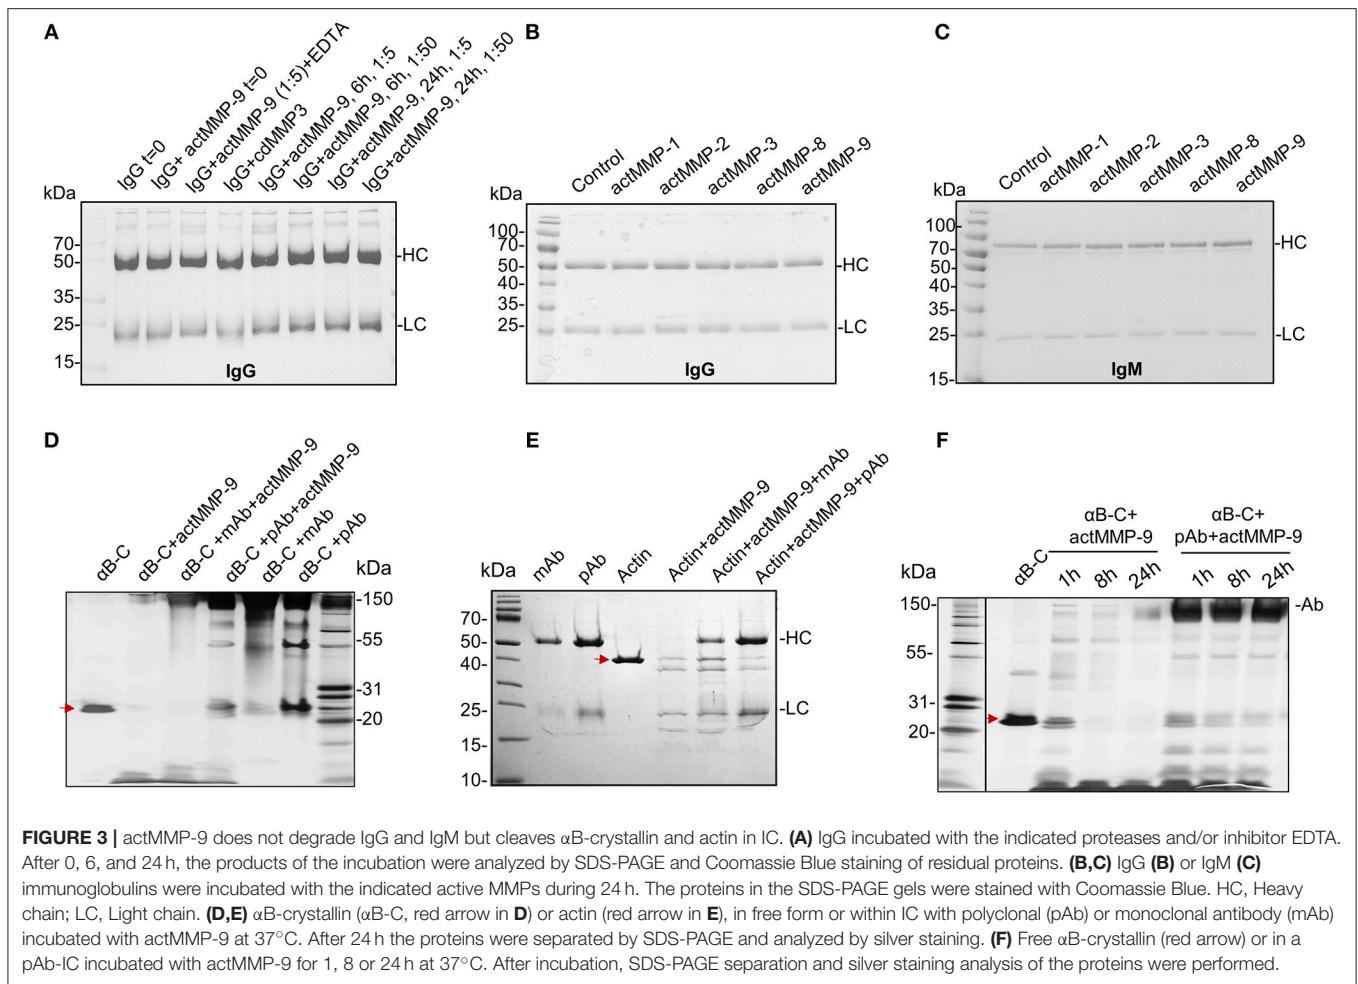 A
IgG t=0
IgG+ actMMP-9 t=0
IgG+actMMP-9 (1:5)+EDTA
IgG+cdMMP3
IgG+actMMP-9, 6h, 1:5
IgG+actMMP-9, 6h, 1:50
IgG+actMMP-9, 24h, 1:5
IgG+actMMP-9, 24h, 1:50
kDa
70-
50-
35-
25-
15-
-HC
-LC
IgG
B
Control
actMMP-1
actMMP-2
actMMP-3
actMMP-8
actMMP-9
kDa
100-
70-
50-
40-
35-
25-
-HC
-LC
IgG
C
Control
actMMP-1
actMMP-2
actMMP-3
actMMP-8
actMMP-9
kDa
100-
70-
50-
40-
35-
25-
15-
-HC
-LC
IgM
D
αB-C
αB-C+actMMP-9
αB-C +mAb+actMMP-9
αB-C +pAb+actMMP-9
αB-C +mAb
αB-C +pAb
kDa
-150
-55
-31
-20
E
kDa
mAb
pAb
Actin
Actin+actMMP-9
Actin+actMMP-9+mAb
Actin+actMMP-9+pAb
70-
50-
40-
25-
15-
10-
-HC
-LC
F
αB-C+
actMMP-9
αB-C+
pAb+actMMP-9
kDa
αB-C
1h
8h
24h
1h
8h
24h
150-
55-
31-
20-
-Ab
FIGURE 3 | actMMP-9 does not degrade IgG and IgM but cleaves αB-crystallin and actin in IC. (A) IgG incubated with the indicated proteases and/or inhibitor EDTA.
After 0, 6, and 24 h, the products of the incubation were analyzed by SDS-PAGE and Coomassie Blue staining of residual proteins. (B,C) IgG (B) or IgM (C)
immunoglobulins were incubated with the indicated active MMPs during 24 h. The proteins in the SDS-PAGE gels were stained with Coomassie Blue. HC, Heavy
chain; LC, Light chain. (D,E) αB-crystallin (αB-C, red arrow in D) or actin (red arrow in E), in free form or within IC with polyclonal (pAb) or monoclonal antibody (mAb)
incubated with actMMP-9 at 37°C. After 24 h the proteins were separated by SDS-PAGE and analyzed by silver staining. (F) Free αB-crystallin (red arrow) or in a
pAb-IC incubated with actMMP-9 for 1, 8 or 24 h at 37°C. After incubation, SDS-PAGE separation and silver staining analysis of the proteins were performed.